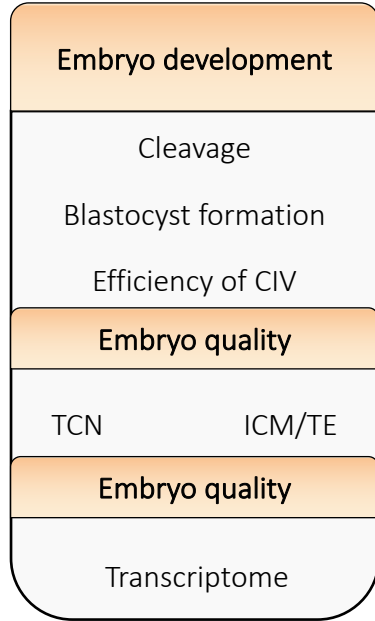 Embryo development
Cleavage
Blastocyst formation
Efficiency of CIV
Embryo quality
TCN ICM/TE
Embryo quality
Transcriptome